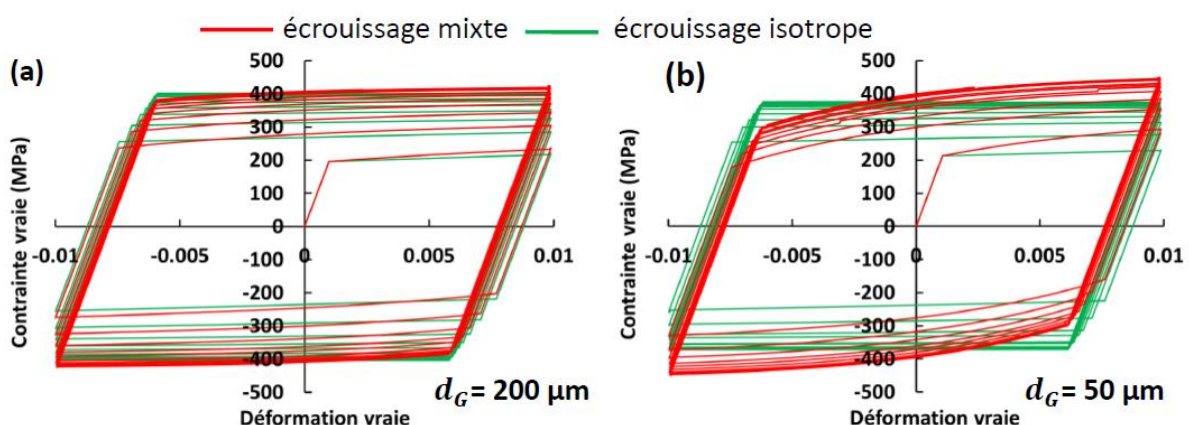 écrouissage mixte écrouissage isotrope
(a)
Contrainte vraie (MPa)
500
400
300
200
100
0
-100
-200
-300
-400
-500
-0.01 -0.005 0 0.005 0.01
d_G= 200 µm
Déformation vraie
(b)
Contrainte vraie (MPa)
500
400
300
200
100
0
-100
-200
-300
-400
-500
-0.01 -0.005 0 0.005 0.01
d_G= 50 µm
Déformation vraie